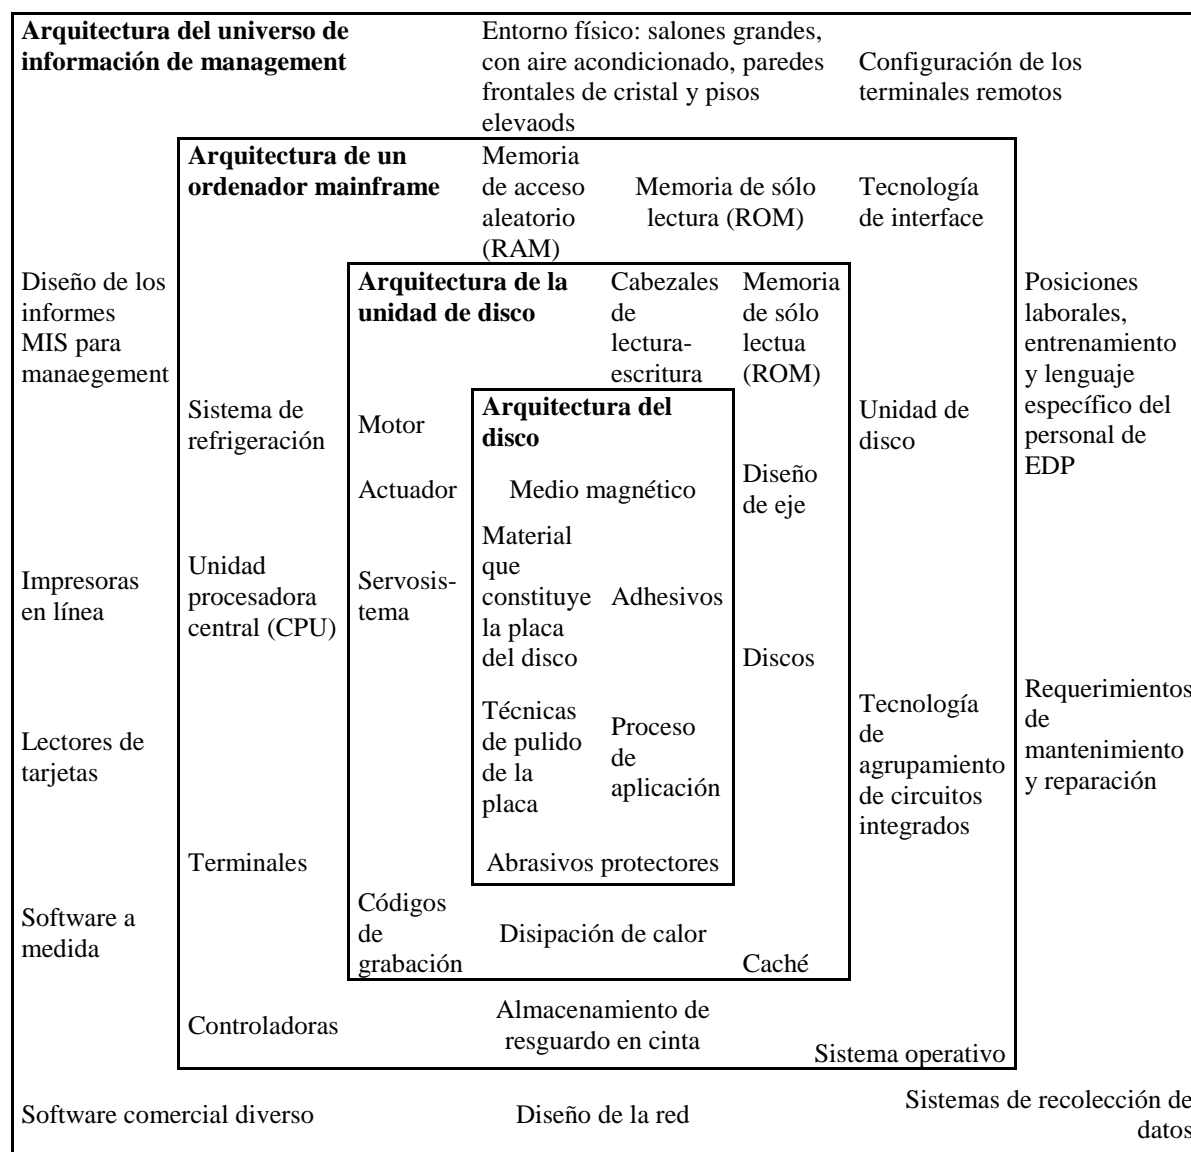 Arquitectura del universo de
información de management
Entorno físico: salones grandes,
con aire acondicionado, paredes
frontales de cristal y pisos
elevaods
Configuración de los
terminales remotos
Arquitectura de un
ordenador mainframe
Memoria
de acceso
aleatorio
(RAM)
Memoria de sólo
lectura (ROM)
Tecnología
de interface
Diseño de los
informes
MIS para
manaegement
Arquitectura de la
unidad de disco
Cabezales
de
lectura-
escritura
Memoria
de sólo
lectua
(ROM)
Posiciones
laborales,
entrenamiento
y lenguaje
específico del
personal de
EDP
Sistema de
refrigeración
Motor
Arquitectura del
disco
Unidad de
disco
Actuador
Medio magnético
Diseño
de eje
Impresoras
en línea
Unidad
procesadora
central (CPU)
Servosis-
tema
Material
que
constituye
la placa
del disco
Adhesivos
Discos
Lectores de
tarjetas
Técnicas
de pulido
de la
placa
Proceso
de
aplicación
Tecnología
de
agrupamiento
de circuitos
integrados
Requerimientos
de
mantenimiento
y reparación
Terminales
Abrasivos protectores
Software a
medida
Códigos
de
grabación
Disipación de calor
Caché
Controladoras
Almacenamiento de
resguardo en cinta
Sistema operativo
Software comercial diverso
Diseño de la red
Sistemas de recolección de
datos